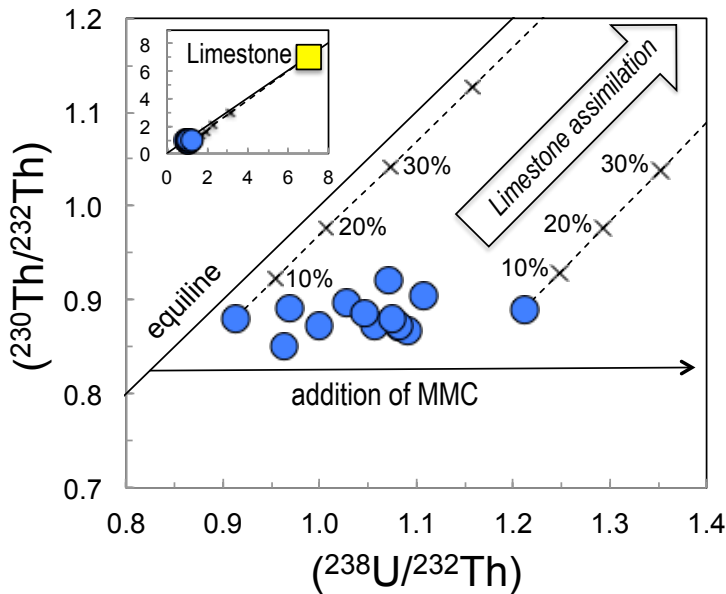 1.2
1.1
1.0
0.9
0.8
0.7
(²³⁰Th/²³²Th)
8
6
4
2
0
Limestone
0 2 4 6 8
Limestone assimilation
30%
30%
20%
20%
10%
10%
equiline
addition of MMC
0.8 0.9 1.0 1.1 1.2 1.3 1.4
(²³⁸U/²³²Th)